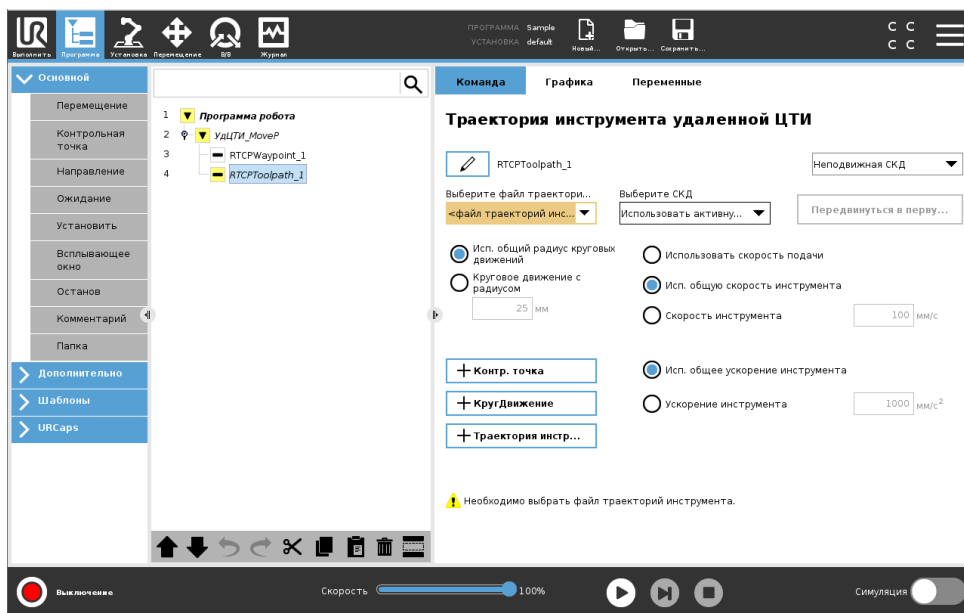 ПРОГРАММА Sample
УСТАНОВКА default
UR
Выполнить
Программа
Установка
Перемещение
В/В
Журнал
Новый...
Открыть...
Сохранить...
C C
C C
Основной
Перемещение
Контрольная
точка
Направление
Ожидание
Установить
Всплывающее
окно
Останов
Комментарий
Папка
Дополнительно
Шаблоны
URCaps
1 Программа робота
2 УдЦТИ_MoveP
3 RTCPWaypoint_1
4 RTCPToolpath_1
Команда
Графика
Переменные
Траектория инструмента удаленной ЦТИ
RTCPToolpath_1
Неподвижная СКД
Выберите файл траектори...
Выберите СКД
<файл траекторий инс...
Использовать активну...
Передвинуться в перву...
Исп. общий радиус круговых
движений
Круговое движение с
радиусом
25 мм
Использовать скорость подачи
Исп. общую скорость инструмента
Скорость инструмента
100 мм/с
+ Контр. точка
+ КругДвижение
+ Траектория инстр...
Исп. общее ускорение инструмента
Ускорение инструмента
1000 мм/с²
Необходимо выбрать файл траекторий инструмента.
Выключение
Скорость
100%
Симуляция